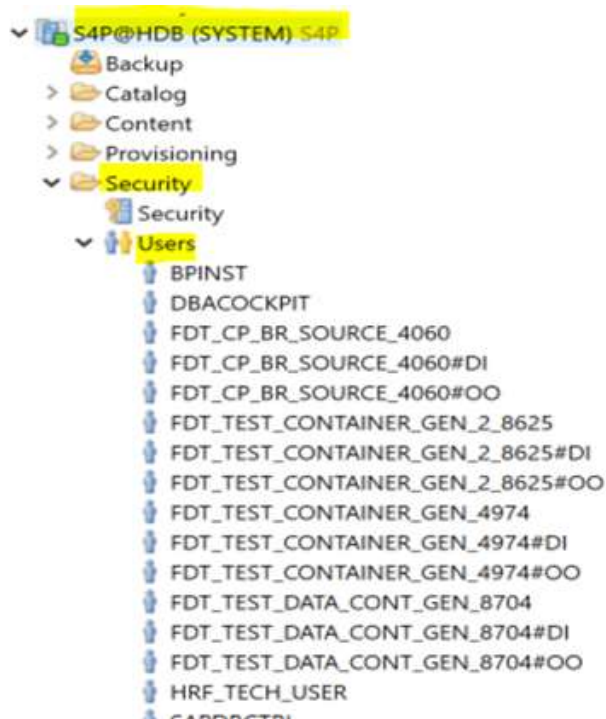 S4P@HDB (SYSTEM) S4P
Backup
Catalog
Content
Provisioning
Security
Security
Users
BPINST
DBACOCKPIT
FDT_CP_BR_SOURCE_4060
FDT_CP_BR_SOURCE_4060#DI
FDT_CP_BR_SOURCE_4060#OO
FDT_TEST_CONTAINER_GEN_2_8625
FDT_TEST_CONTAINER_GEN_2_8625#DI
FDT_TEST_CONTAINER_GEN_2_8625#OO
FDT_TEST_CONTAINER_GEN_4974
FDT_TEST_CONTAINER_GEN_4974#DI
FDT_TEST_CONTAINER_GEN_4974#OO
FDT_TEST_DATA_CONT_GEN_8704
FDT_TEST_DATA_CONT_GEN_8704#DI
FDT_TEST_DATA_CONT_GEN_8704#OO
HRF_TECH_USER